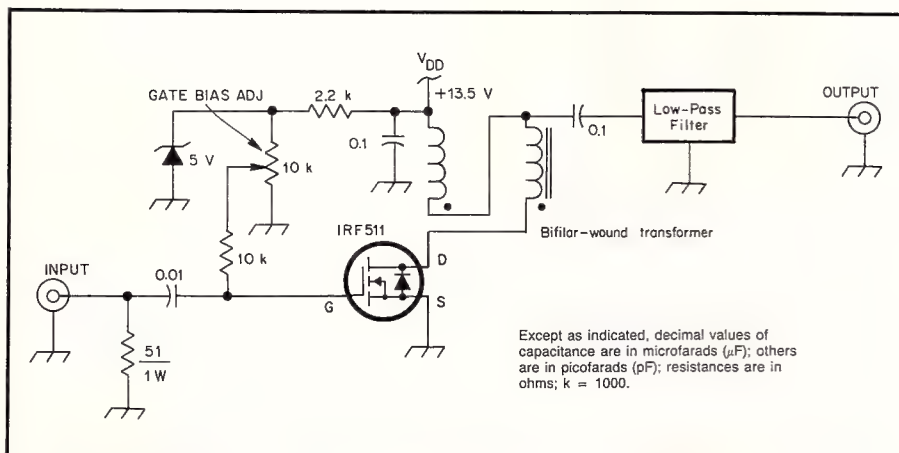 VDD
+13.5 V
GATE BIAS ADJ
2.2 k
0.1
5 V
10 k
10 k
0.1
Low-Pass
Filter
OUTPUT
Bifilar-wound transformer
IRF511
D
G
S
INPUT
0.01
51
1 W
Except as indicated, decimal values of
capacitance are in microfarads (µF); others
are in picofarads (pF); resistances are in
ohms; k = 1000.